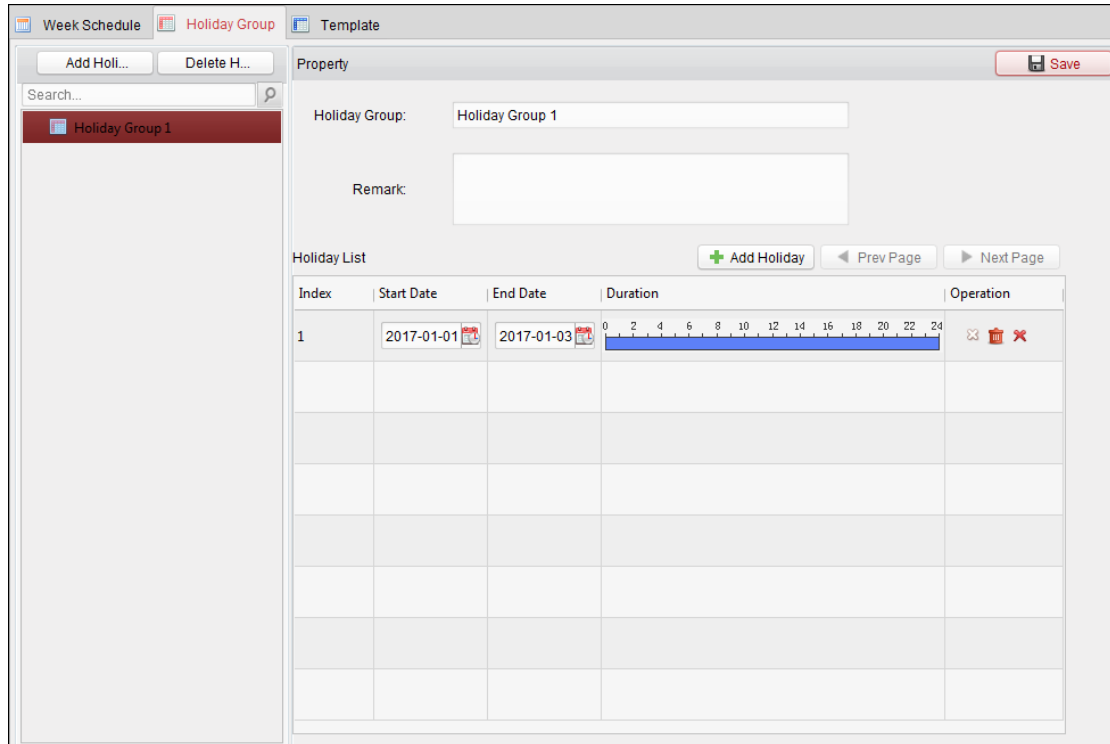 Week Schedule Holiday Group Template
Add Holi... Delete H... Property Save
Search...
Holiday Group 1
Holiday Group: Holiday Group 1
Remark:
Holiday List Add Holiday Prev Page Next Page
Index Start Date End Date Duration Operation
0 2 4 6 8 10 12 14 16 18 20 22 24
1 2017-01-01 2017-01-03